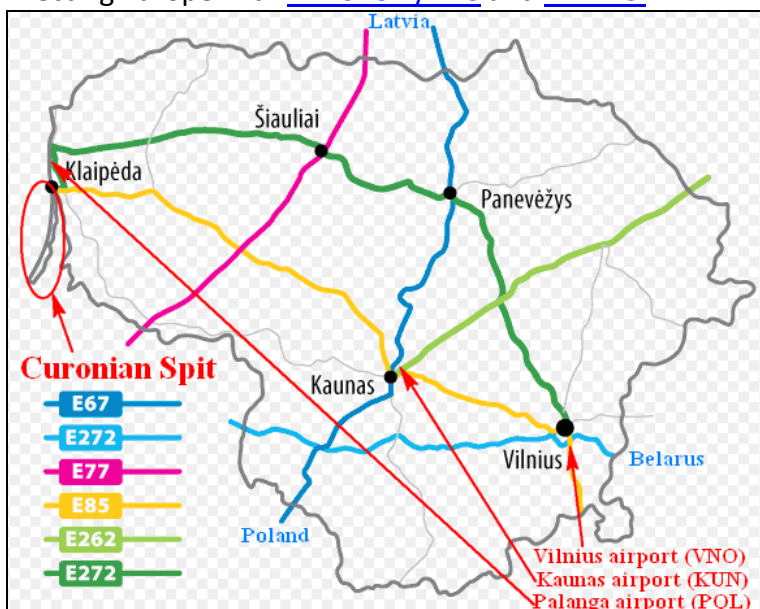 Latvia
Šiauliai
Klaipėda
Panevėžys
Curonian Spit
Kaunas
E67
E272
Vilnius
Belarus
E77
E85
Poland
E262
Vilnius airport (VNO)
E272
Kaunas airport (KUN)
Palanga airport (POL)